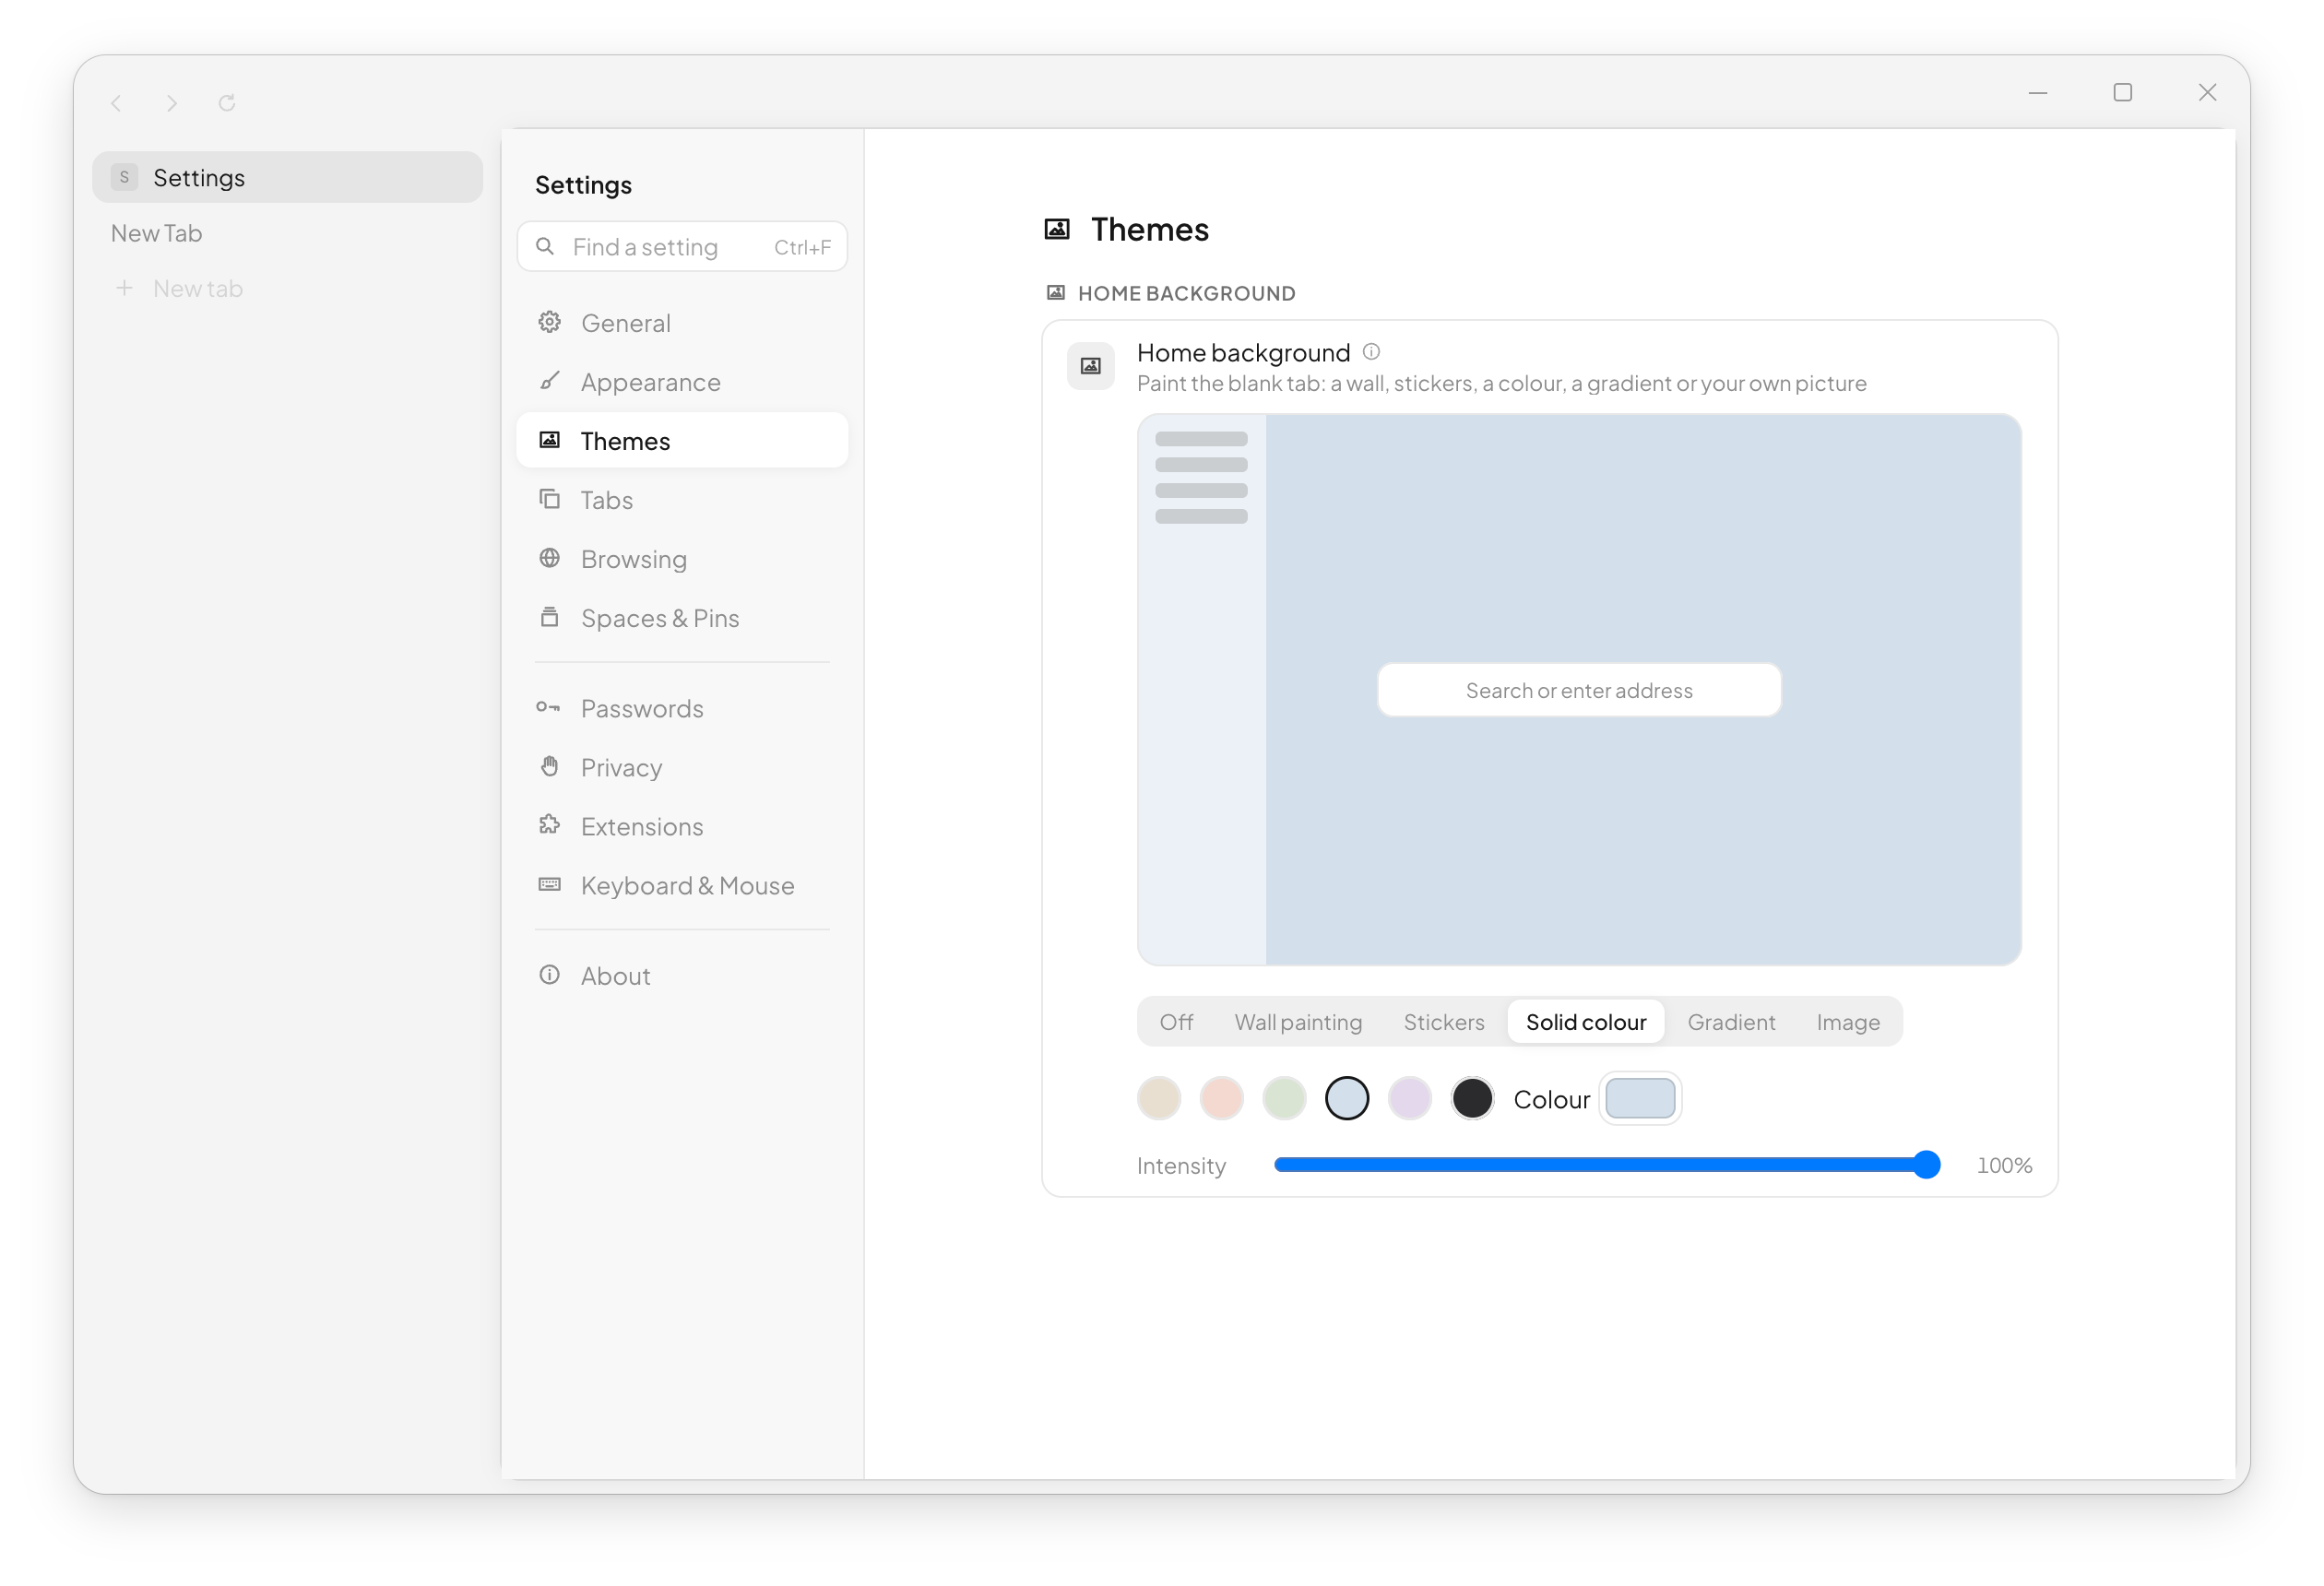 S Settings
New Tab
New tab
Settings
Find a setting Ctrl+F
General
Appearance
Themes
Tabs
Browsing
Spaces & Pins
Passwords
Privacy
Extensions
Keyboard & Mouse
About
Themes
HOME BACKGROUND
Home background
Paint the blank tab: a wall, stickers, a colour, a gradient or your own picture
Search or enter address
Off Wall painting Stickers Solid colour Gradient Image
Colour
Intensity 100%